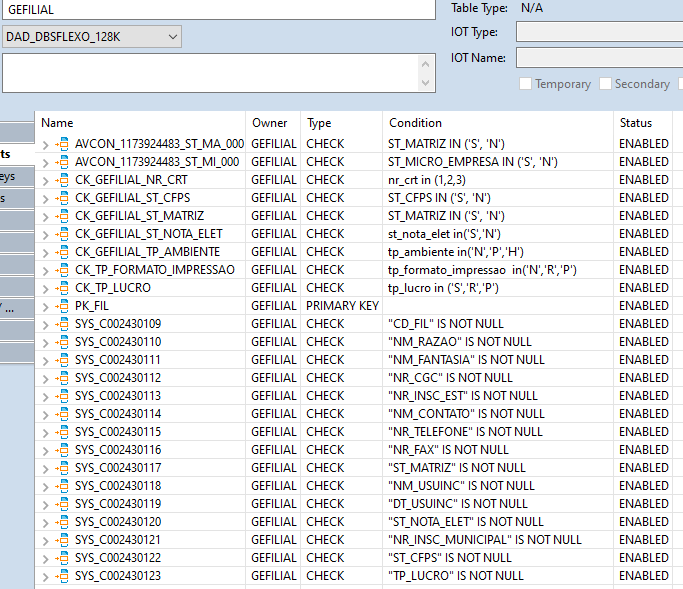 GEFILIAL
Table Type: N/A
DAD_DBSFLEXO_128K
IOT Type:
IOT Name:
Temporary Secondary
Name Owner Type Condition Status
AVCON_1173924483_ST_MA_000 GEFILIAL CHECK ST_MATRIZ IN ('S', 'N') ENABLED
ts
AVCON_1173924483_ST_MI_000 GEFILIAL CHECK ST_MICRO_EMPRESA IN ('S', 'N') ENABLED
eys
CK_GEFILIAL_NR_CRT GEFILIAL CHECK nr_crt in (1,2,3) ENABLED
s
CK_GEFILIAL_ST_CFPS GEFILIAL CHECK ST_CFPS IN ('S', 'N') ENABLED
CK_GEFILIAL_ST_MATRIZ GEFILIAL CHECK ST_MATRIZ IN ('S', 'N') ENABLED
CK_GEFILIAL_ST_NOTA_ELET GEFILIAL CHECK st_nota_elet in('S','N') ENABLED
CK_GEFILIAL_TP_AMBIENTE GEFILIAL CHECK tp_ambiente in('N','P','H') ENABLED
CK_TP_FORMATO_IMPRESSAO GEFILIAL CHECK tp_formato_impressao in('N','R','P') ENABLED
CK_TP_LUCRO GEFILIAL CHECK tp_lucro in ('S','R','P') ENABLED
/ ...
PK_FIL GEFILIAL PRIMARY KEY ENABLED
SYS_C002430109 GEFILIAL CHECK "CD_FIL" IS NOT NULL ENABLED
SYS_C002430110 GEFILIAL CHECK "NM_RAZAO" IS NOT NULL ENABLED
SYS_C002430111 GEFILIAL CHECK "NM_FANTASIA" IS NOT NULL ENABLED
SYS_C002430112 GEFILIAL CHECK "NR_CGC" IS NOT NULL ENABLED
SYS_C002430113 GEFILIAL CHECK "NR_INSC_EST" IS NOT NULL ENABLED
SYS_C002430114 GEFILIAL CHECK "NM_CONTATO" IS NOT NULL ENABLED
SYS_C002430115 GEFILIAL CHECK "NR_TELEFONE" IS NOT NULL ENABLED
SYS_C002430116 GEFILIAL CHECK "NR_FAX" IS NOT NULL ENABLED
SYS_C002430117 GEFILIAL CHECK "ST_MATRIZ" IS NOT NULL ENABLED
SYS_C002430118 GEFILIAL CHECK "NM_USUINC" IS NOT NULL ENABLED
SYS_C002430119 GEFILIAL CHECK "DT_USUINC" IS NOT NULL ENABLED
SYS_C002430120 GEFILIAL CHECK "ST_NOTA_ELET" IS NOT NULL ENABLED
SYS_C002430121 GEFILIAL CHECK "NR_INSC_MUNICIPAL" IS NOT NULL ENABLED
SYS_C002430122 GEFILIAL CHECK "ST_CFPS" IS NOT NULL ENABLED
SYS_C002430123 GEFILIAL CHECK "TP_LUCRO" IS NOT NULL ENABLED